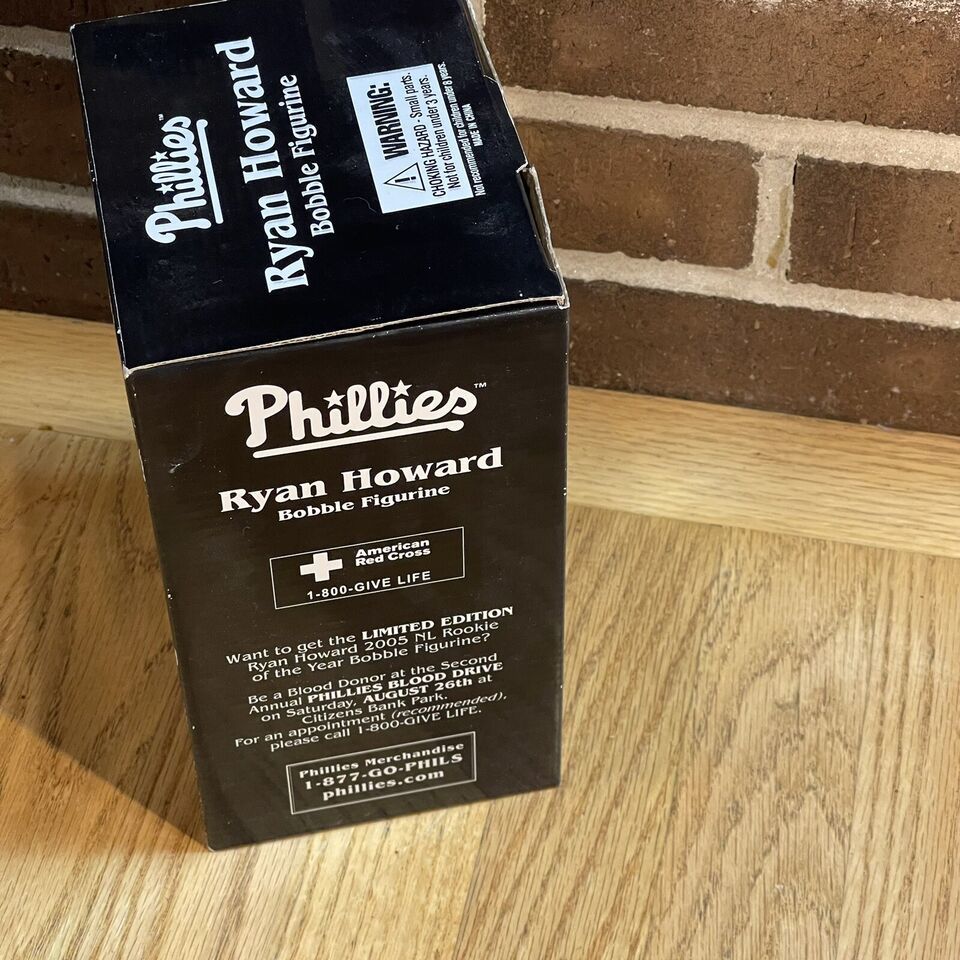 Phillies™
Ryan Howard
Bobble Figurine
WARNING:
CHOKING HAZARD - Small parts.
Not for children under 3 years.
Not recommended for children under 8 years.
MADE IN CHINA
Phillies™
Ryan Howard
Bobble Figurine
American
Red Cross
1-800-GIVE LIFE
Want to get the LIMITED EDITION
Ryan Howard 2005 NL Rookie
of the Year Bobble Figurine?
Be a Blood Donor at the Second
Annual PHILLIES BLOOD DRIVE
on Saturday, AUGUST 26th at
Citizens Bank Park.
For an appointment (recommended),
please call 1-800-GIVE LIFE.
Phillies Merchandise
1-877-GO-PHILS
phillies.com